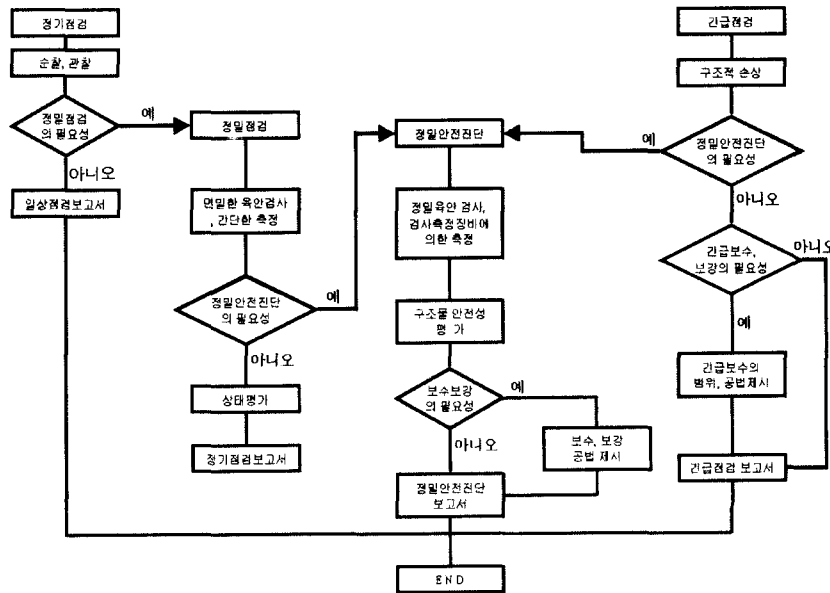 정기점검
순찰, 관찰
정밀점검
의 필요성
예
아니오
일상점검보고서
정밀점검
면밀한 육안검사
, 간단한 측정
정밀안전진단
의 필요성
예
아니오
상태평가
정기점검보고서
정밀안전진단
정밀육안 검사,
검사측정장비에
의한 측정
구조물 안전성
평 가
보수보강
의 필요성
예
아니오
보수, 보강
공법 제시
정밀안전진단
보고서
END
긴급점검
구조적 손상
정밀안전진단
의 필요성
예
아니오
긴급보수,
보강의 필요성
아니오
예
긴급보수의
범위, 공법제시
긴급점검 보고서